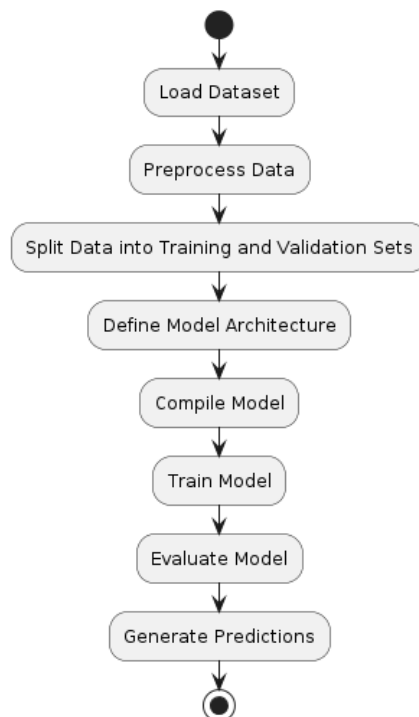 Load Dataset
Preprocess Data
Split Data into Training and Validation Sets
Define Model Architecture
Compile Model
Train Model
Evaluate Model
Generate Predictions